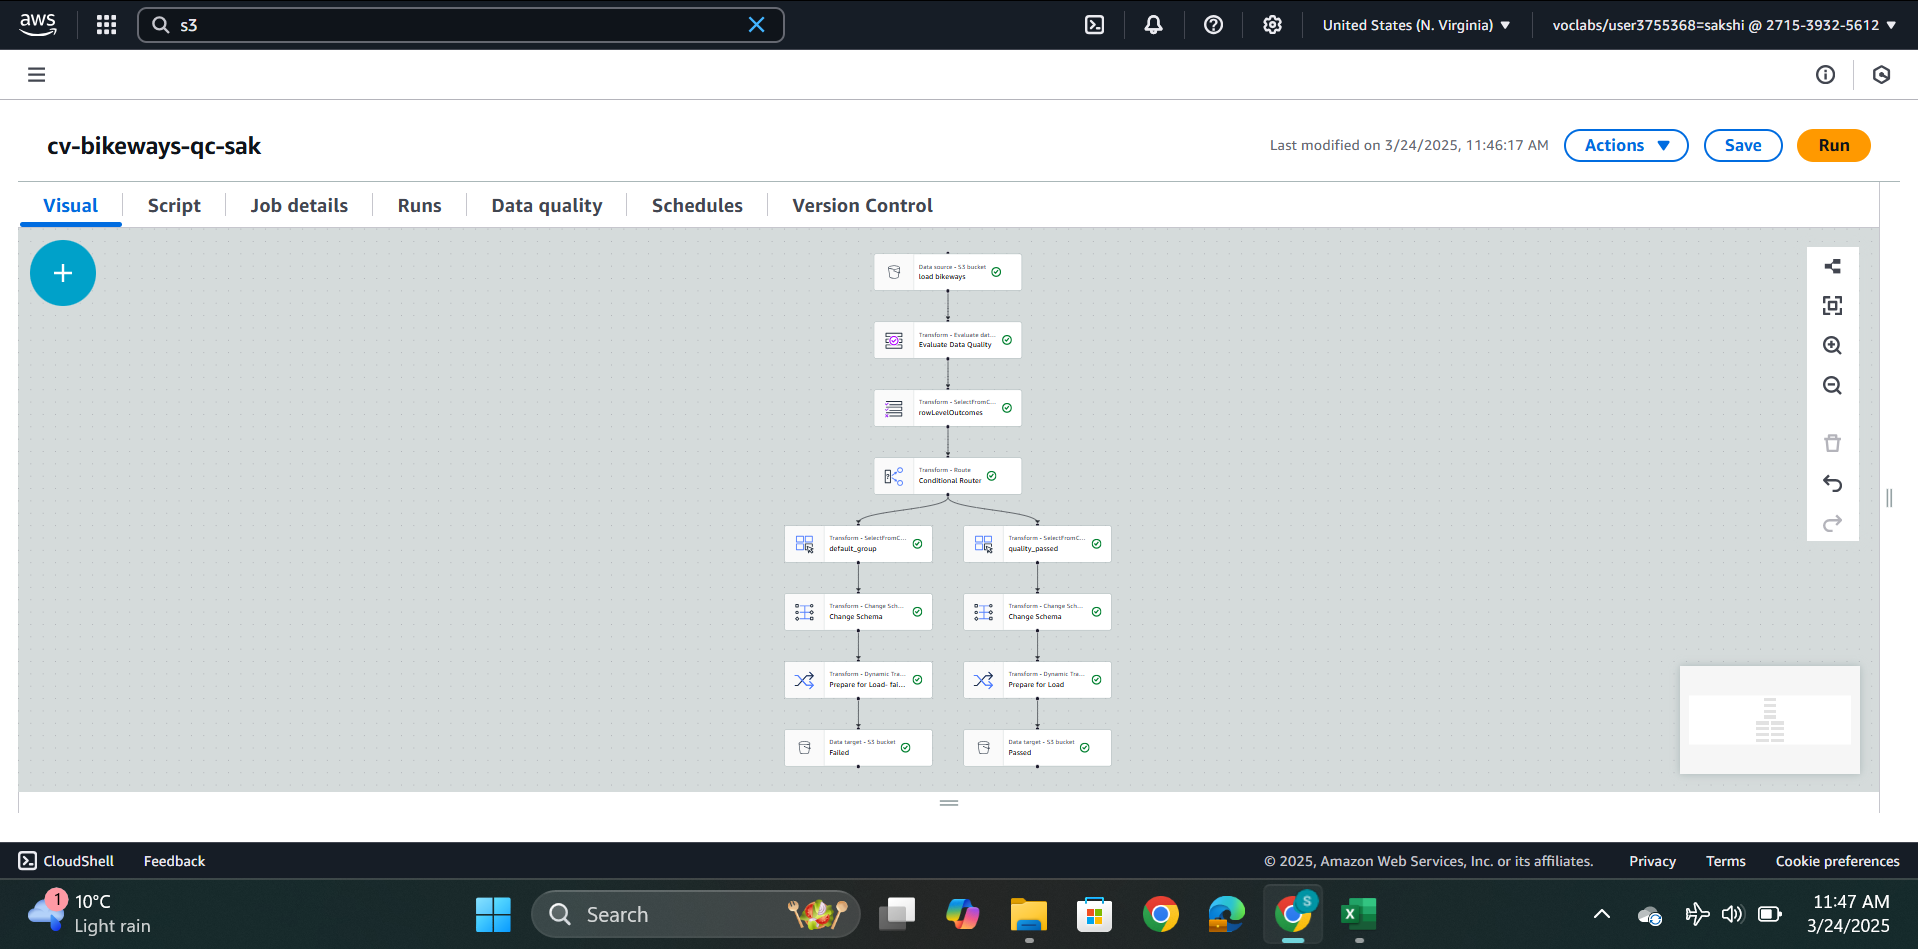 aws
s3
United States (N. Virginia)
voclabs/user3755368=sakshi @ 2715-3932-5612
cv-bikeways-qc-sak
Last modified on 3/24/2025, 11:46:17 AM
Actions
Save
Run
Visual
Script
Job details
Runs
Data quality
Schedules
Version Control
Data source - S3 bucket
load bikeways
Transform - Evaluate dat...
Evaluate Data Quality
Transform - SelectFromC...
rowLevelOutcomes
Transform - Route
Conditional Router
Transform - SelectFromC...
default_group
Transform - SelectFromC...
quality_passed
Transform - Change Sch...
Change Schema
Transform - Change Sch...
Change Schema
Transform - Dynamic Tra...
Prepare for Load- fai...
Transform - Dynamic Tra...
Prepare for Load
Data target - S3 bucket
Failed
Data target - S3 bucket
Passed
CloudShell
Feedback
© 2025, Amazon Web Services, Inc. or its affiliates.
Privacy
Terms
Cookie preferences
1
10°C
Light rain
Search
S
X
11:47 AM
3/24/2025